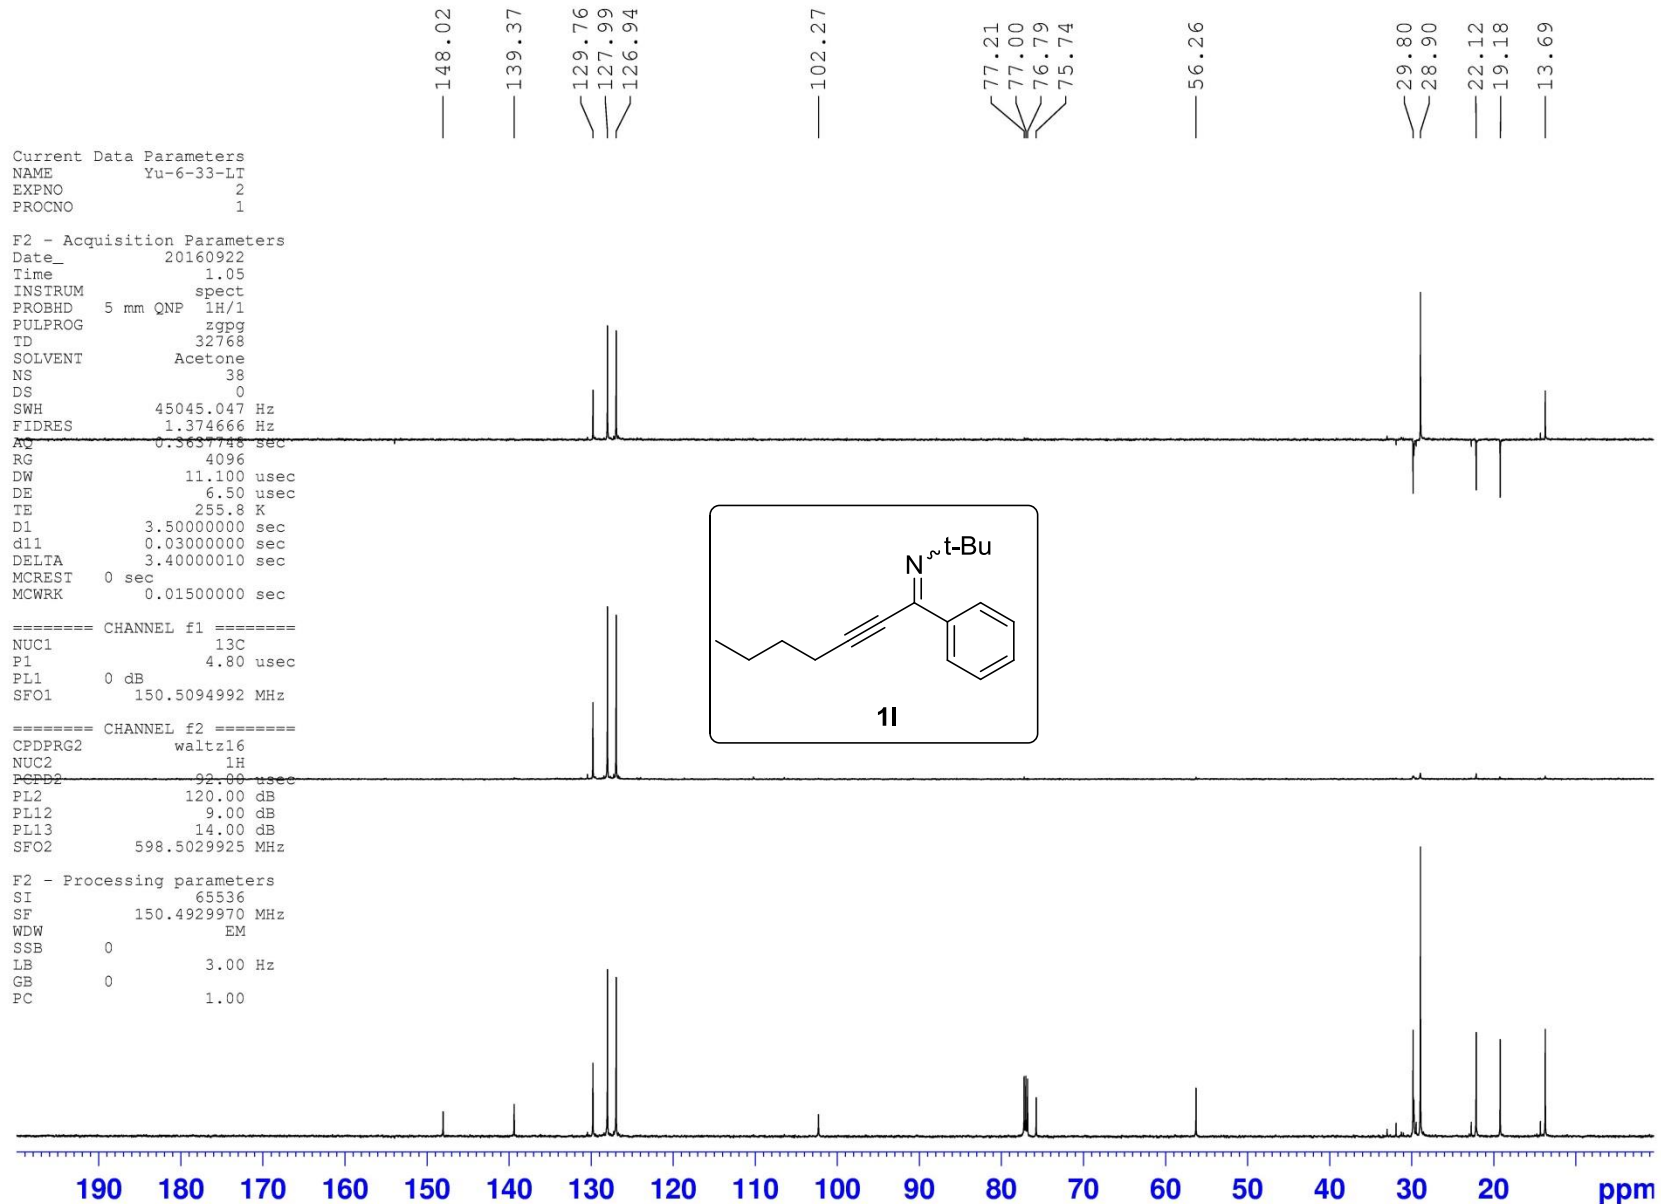 148.02
139.37
129.76
127.99
126.94
102.27
77.21
77.00
76.79
75.74
56.26
29.80
28.90
22.12
19.18
13.69
Current Data Parameters
NAME Yu-6-33-LT
EXPNO 2
PROCNO 1
F2 - Acquisition Parameters
Date_ 20160922
Time 1.05
INSTRUM spect
PROBHD 5 mm QNP 1H/1
PULPROG zgpg
TD 32768
SOLVENT Acetone
NS 38
DS 0
SWH 45045.047 Hz
FIDRES 1.374666 Hz
AQ 0.3637748 sec
RG 4096
DW 11.100 usec
DE 6.50 usec
TE 255.8 K
D1 3.50000000 sec
d11 0.03000000 sec
DELTA 3.40000010 sec
MCREST 0 sec
MCWRK 0.01500000 sec
======== CHANNEL f1 ========
NUC1 13C
P1 4.80 usec
PL1 0 dB
SFO1 150.5094992 MHz
======== CHANNEL f2 ========
CPDPRG2 waltz16
NUC2 1H
PCPD2 92.00 usec
PL2 120.00 dB
PL12 9.00 dB
PL13 14.00 dB
SFO2 598.5029925 MHz
F2 - Processing parameters
SI 65536
SF 150.4929970 MHz
WDW EM
SSB 0
LB 3.00 Hz
GB 0
PC 1.00
t-Bu
N
1l
190 180 170 160 150 140 130 120 110 100 90 80 70 60 50 40 30 20 ppm